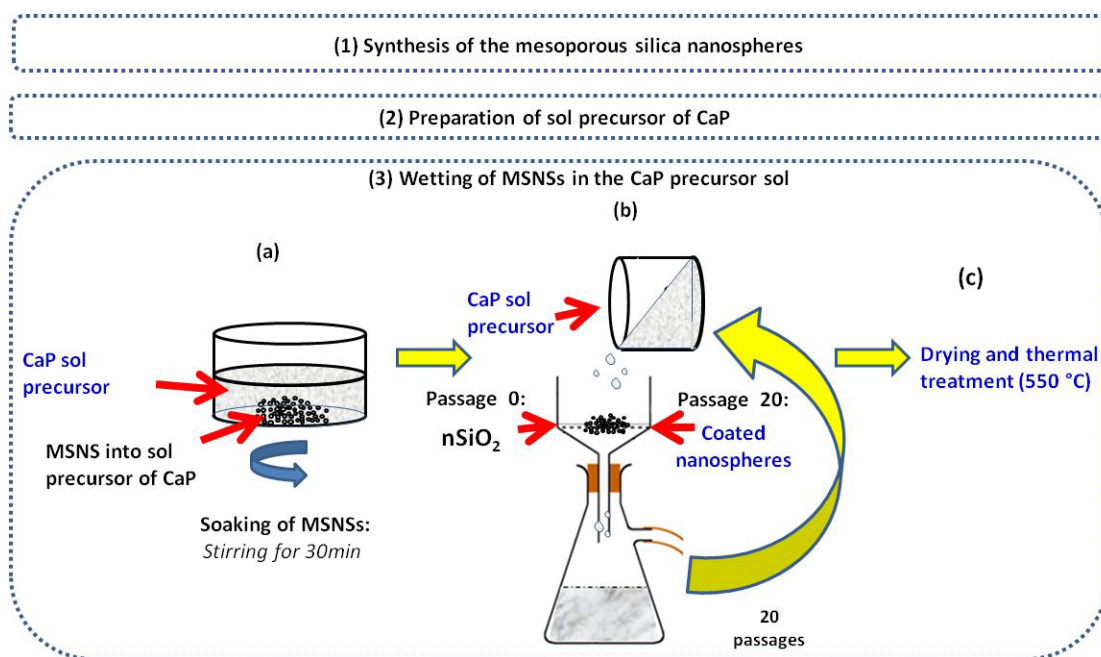 (1) Synthesis of the mesoporous silica nanospheres
(2) Preparation of sol precursor of CaP
(3) Wetting of MSNSs in the CaP precursor sol
(a)
CaP sol
precursor
MSNS into sol
precursor of CaP
Soaking of MSNSs:
Stirring for 30min
(b)
CaP sol
precursor
Passage 0:
nSiO₂
Passage 20:
Coated
nanospheres
20
passages
(c)
Drying and thermal
treatment (550 °C)